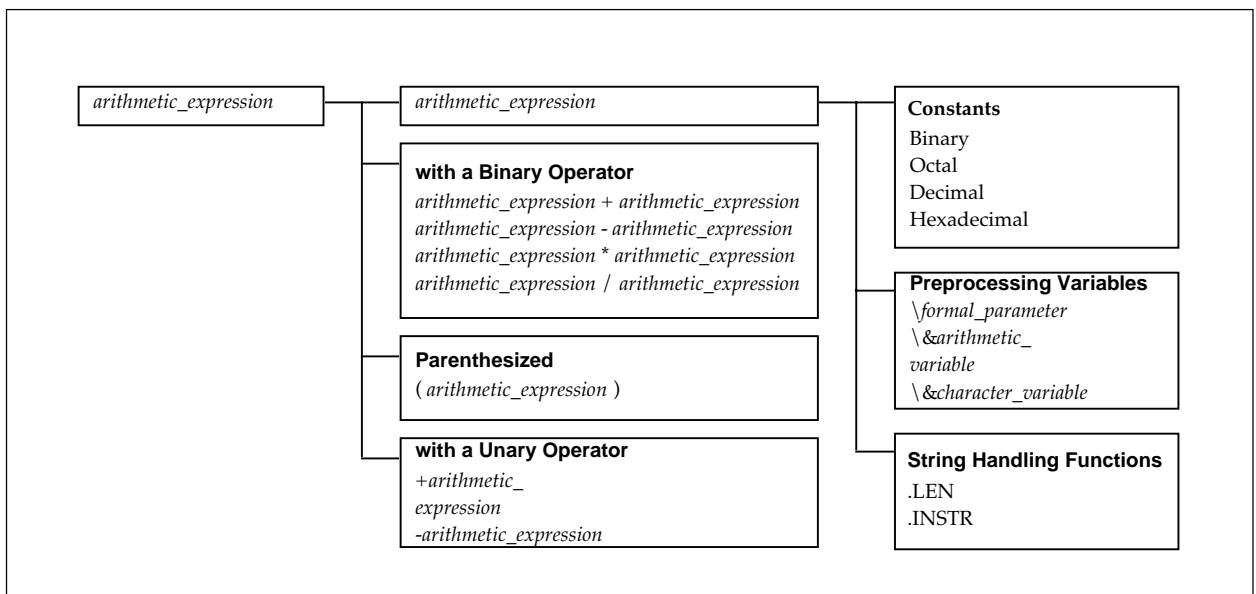 arithmetic_expression
arithmetic_expression
with a Binary Operator
arithmetic_expression + arithmetic_expression
arithmetic_expression - arithmetic_expression
arithmetic_expression * arithmetic_expression
arithmetic_expression / arithmetic_expression
Parenthesized
( arithmetic_expression )
with a Unary Operator
+arithmetic_
expression
-arithmetic_expression
Constants
Binary
Octal
Decimal
Hexadecimal
Preprocessing Variables
\formal_parameter
\&arithmetic_
variable
\&character_variable
String Handling Functions
.LEN
.INSTR